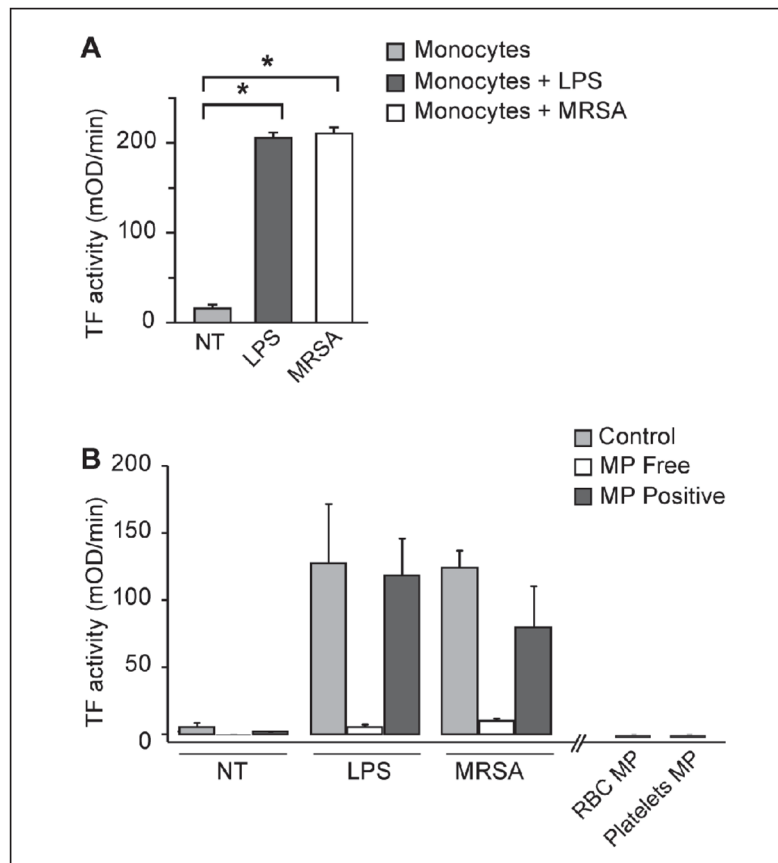 A
Monocytes
Monocytes + LPS
Monocytes + MRSA
*
*
TF activity (mOD/min)
200
100
0
NT
LPS
MRSA
B
Control
MP Free
MP Positive
TF activity (mOD/min)
200
150
100
50
0
NT
LPS
MRSA
//
RBC MP
Platelets MP